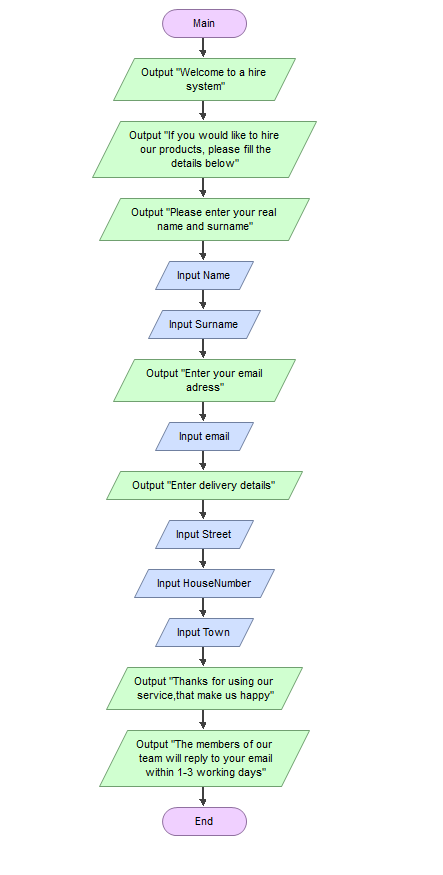 Main
Output "Welcome to a hire
system"
Output "If you would like to hire
our products, please fill the
details below"
Output "Please enter your real
name and surname"
Input Name
Input Surname
Output "Enter your email
adress"
Input email
Output "Enter delivery details"
Input Street
Input HouseNumber
Input Town
Output "Thanks for using our
service,that make us happy"
Output "The members of our
team will reply to your email
within 1-3 working days"
End